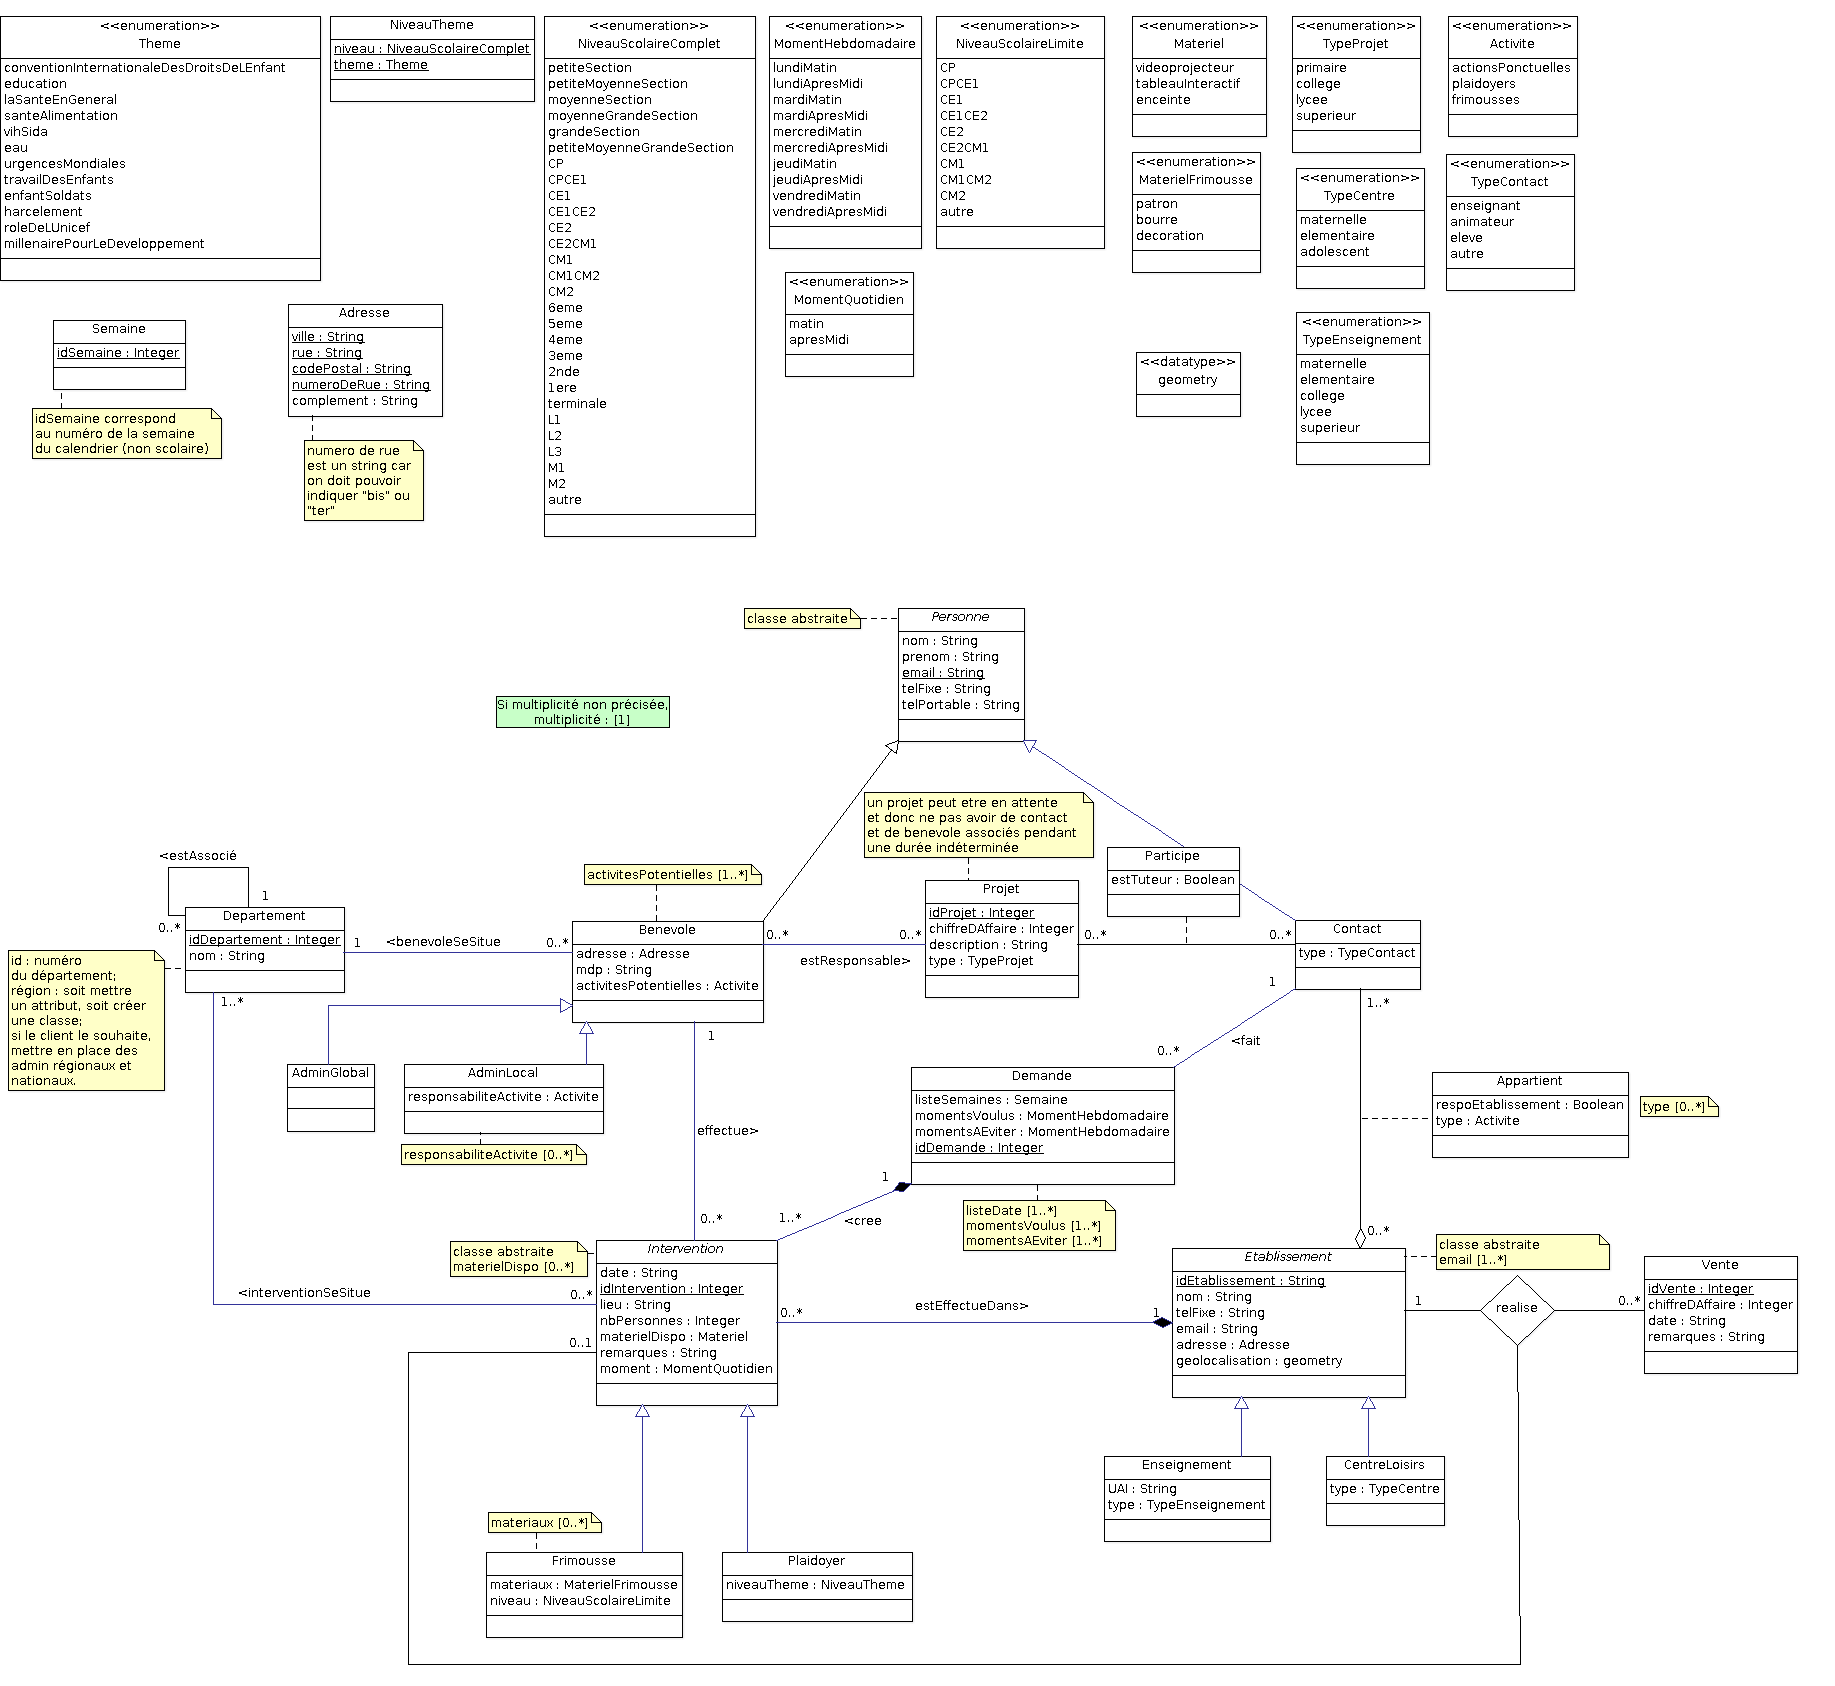 <<enumeration>>
Theme
conventionInternationaleDesDroitsDeLEnfant
education
laSanteEnGeneral
santeAlimentation
vihSida
eau
urgencesMondiales
travailDesEnfants
enfantSoldats
harcelement
roleDeLUnicef
millenairePourLeDeveloppement
NiveauTheme
niveau : NiveauScolaireComplet
theme : Theme
<<enumeration>>
NiveauScolaireComplet
petiteSection
petiteMoyenneSection
moyenneSection
moyenneGrandeSection
grandeSection
petiteMoyenneGrandeSection
CP
CPCE1
CE1
CE1CE2
CE2
CE2CM1
CM1
CM1CM2
CM2
6eme
5eme
4eme
3eme
2nde
1ere
terminale
L1
L2
L3
M1
M2
autre
<<enumeration>>
MomentHebdomadaire
lundiMatin
lundiApresMidi
mardiMatin
mardiApresMidi
mercrediMatin
mercrediApresMidi
jeudiMatin
jeudiApresMidi
vendrediMatin
vendrediApresMidi
<<enumeration>>
NiveauScolaireLimite
CP
CPCE1
CE1
CE1CE2
CE2
CE2CM1
CM1
CM1CM2
CM2
autre
<<enumeration>>
Materiel
videoprojecteur
tableauInteractif
enceinte
<<enumeration>>
TypeProjet
primaire
college
lycee
superieur
<<enumeration>>
Activite
actionsPonctuelles
plaidoyers
frimousses
<<enumeration>>
MaterielFrimousse
patron
bourre
decoration
<<enumeration>>
TypeCentre
maternelle
elementaire
adolescent
<<enumeration>>
TypeContact
enseignant
animateur
eleve
autre
<<enumeration>>
MomentQuotidien
matin
apresMidi
<<datatype>>
geometry
<<enumeration>>
TypeEnseignement
maternelle
elementaire
college
lycee
superieur
Semaine
idSemaine : Integer
idSemaine correspond
au numéro de la semaine
du calendrier (non scolaire)
Adresse
ville : String
rue : String
codePostal : String
numeroDeRue : String
complement : String
numero de rue
est un string car
on doit pouvoir
indiquer "bis" ou
"ter"
classe abstraite
Personne
nom : String
prenom : String
email : String
telFixe : String
telPortable : String
Si multiplicité non précisée,
multiplicité : [1]
un projet peut etre en attente
et donc ne pas avoir de contact
et de benevole associés pendant
une durée indéterminée
Participe
estTuteur : Boolean
<estAssocié
1
0..*
Departement
idDepartement : Integer
nom : String
id : numéro
du département;
région : soit mettre
un attribut, soit créer
une classe;
si le client le souhaite,
mettre en place des
admin régionaux et
nationaux.
1
<benevoleSeSitue
0..*
1..*
activitesPotentielles [1..*]
Benevole
adresse : Adresse
mdp : String
activitesPotentielles : Activite
0..*
0..*
estResponsable>
Projet
idProjet : Integer
chiffreDAffaire : Integer
description : String
type : TypeProjet
0..*
0..*
Contact
type : TypeContact
1
1..*
0..*
<fait
AdminGlobal
AdminLocal
responsabiliteActivite : Activite
responsabiliteActivite [0..*]
1
effectue>
0..*
Demande
listeSemaines : Semaine
momentsVoulus : MomentHebdomadaire
momentsAEviter : MomentHebdomadaire
idDemande : Integer
listeDate [1..*]
momentsVoulus [1..*]
momentsAEviter [1..*]
1
1..*
<cree
Appartient
respoEtablissement : Boolean
type : Activite
type [0..*]
0..*
classe abstraite
materielDispo [0..*]
Intervention
date : String
idIntervention : Integer
lieu : String
nbPersonnes : Integer
materielDispo : Materiel
remarques : String
moment : MomentQuotidien
<interventionSeSitue
0..*
0..1
0..*
estEffectueDans>
1
Etablissement
idEtablissement : String
nom : String
telFixe : String
email : String
adresse : Adresse
geolocalisation : geometry
classe abstraite
email [1..*]
1
realise
0..*
Vente
idVente : Integer
chiffreDAffaire : Integer
date : String
remarques : String
Enseignement
UAI : String
type : TypeEnseignement
CentreLoisirs
type : TypeCentre
materiaux [0..*]
Frimousse
materiaux : MaterielFrimousse
niveau : NiveauScolaireLimite
Plaidoyer
niveauTheme : NiveauTheme